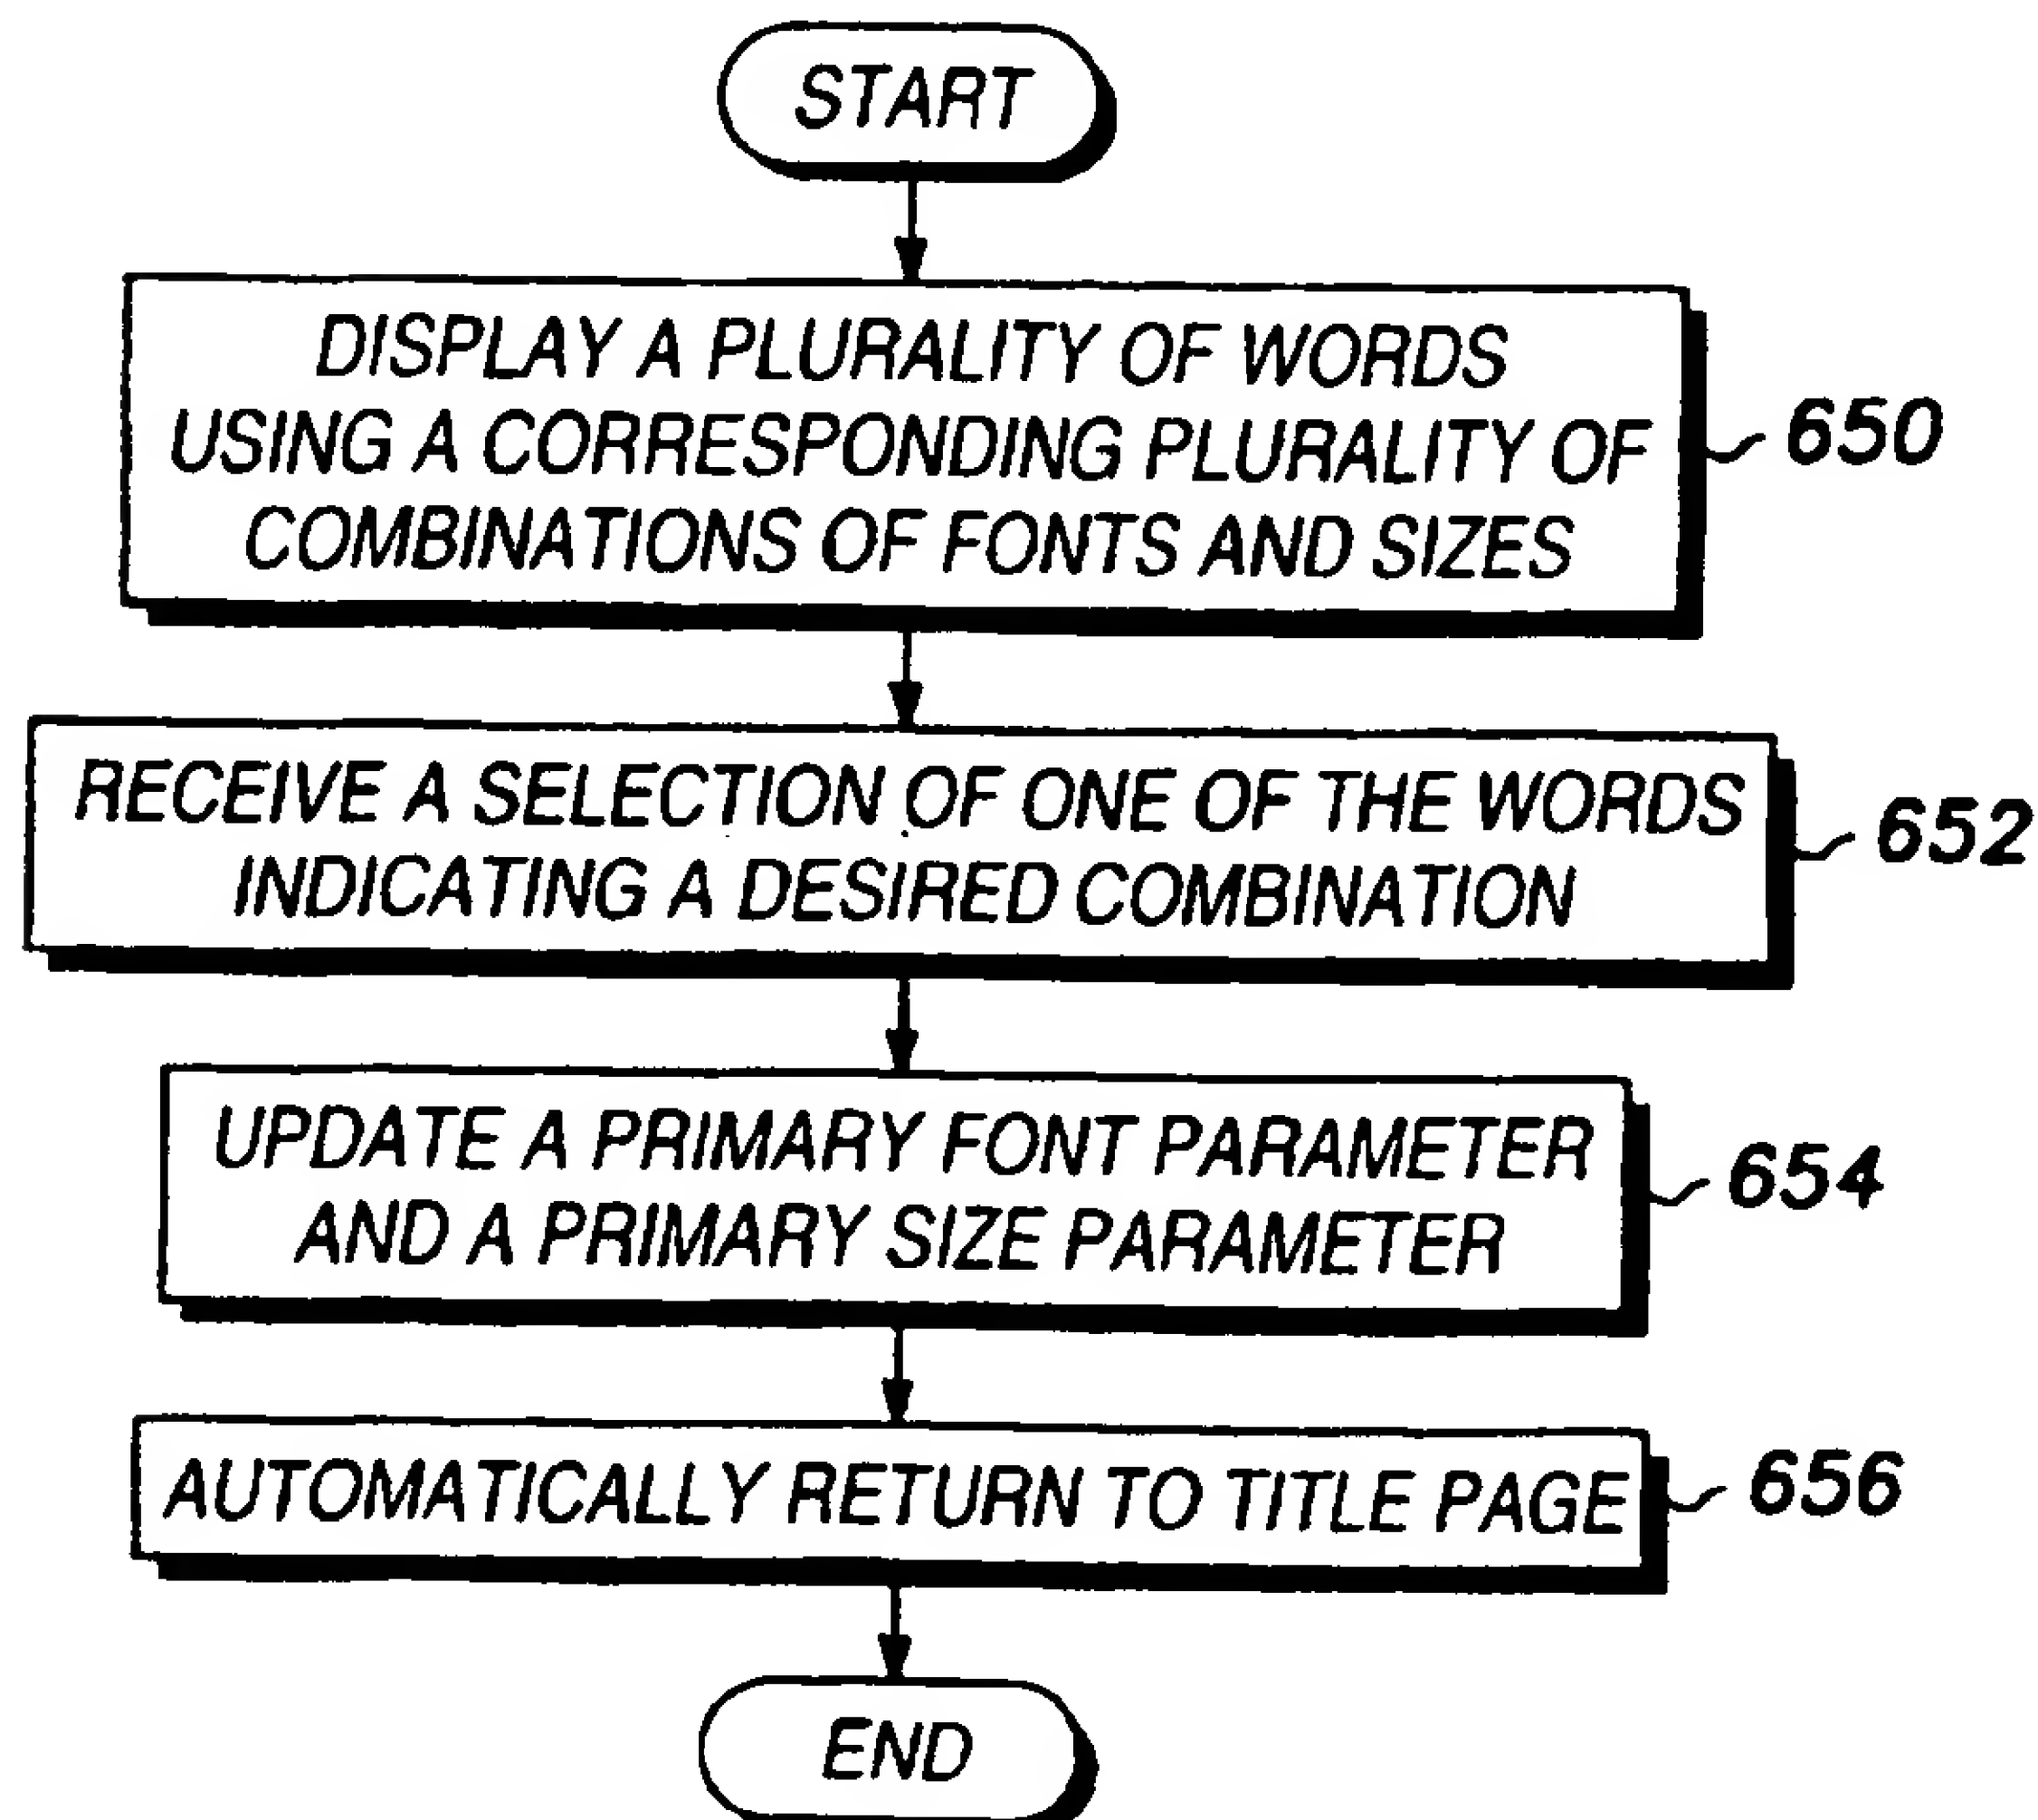 START
DISPLAY A PLURALITY OF WORDS
USING A CORRESPONDING PLURALITY OF
COMBINATIONS OF FONTS AND SIZES
650
RECEIVE A SELECTION OF ONE OF THE WORDS
INDICATING A DESIRED COMBINATION
652
UPDATE A PRIMARY FONT PARAMETER
AND A PRIMARY SIZE PARAMETER
654
AUTOMATICALLY RETURN TO TITLE PAGE
656
END